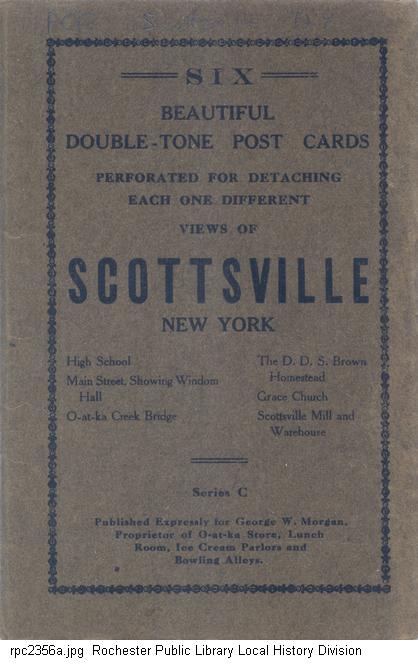 SIX
BEAUTIFUL
DOUBLE-TONE POST CARDS
PERFORATED FOR DETACHING
EACH ONE DIFFERENT
VIEWS OF
SCOTTSVILLE
NEW YORK
High School
Main Street, Showing Windom
Hall
O-at-ka Creek Bridge
The D. D. S. Brown
Homestead
Grace Church
Scottsville Mill and
Warehouse
Series C
Published Expressly for George W. Morgan,
Proprietor of O-at-ka Store, Lunch
Room, Ice Cream Parlors and
Bowling Alleys.
rpc2356a.jpg Rochester Public Library Local History Division